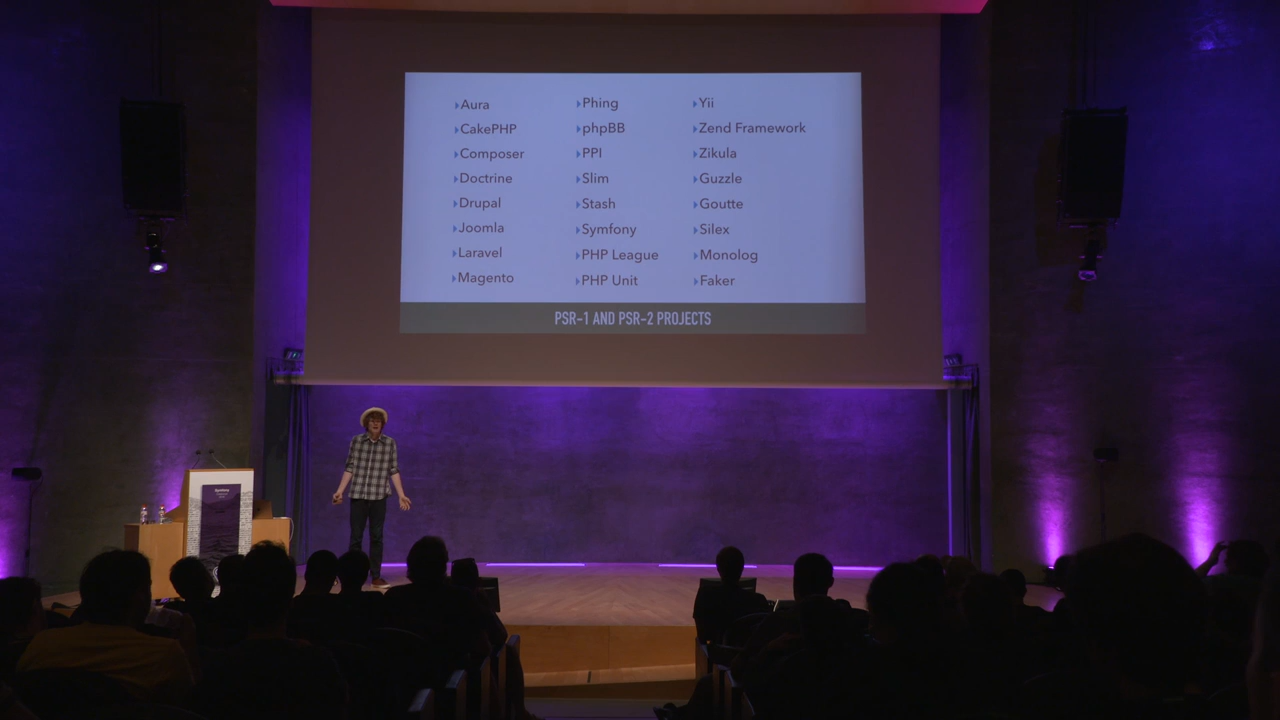 Aura
CakePHP
Composer
Doctrine
Drupal
Joomla
Laravel
Magento
Phing
phpBB
PPI
Slim
Stash
Symfony
PHP League
PHP Unit
Yii
Zend Framework
Zikula
Guzzle
Goutte
Silex
Monolog
Faker
PSR-1 AND PSR-2 PROJECTS
Symfony